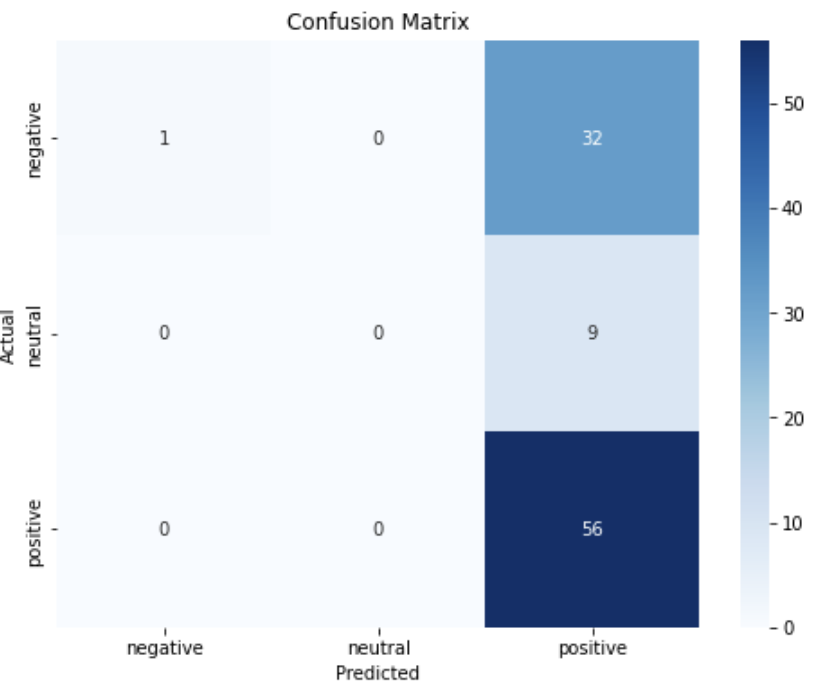 Confusion Matrix
negative
1 0 32
50
40
Actual
neutral
0 0 9
30
20
positive
0 0 56
10
0
negative neutral positive
Predicted